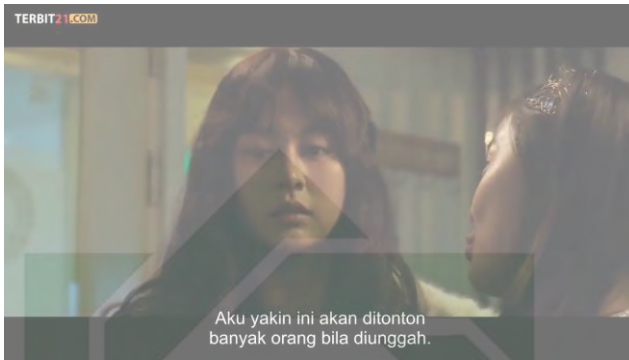 TERBIT21.COM
Aku yakin ini akan ditonton
banyak orang bila diunggah.